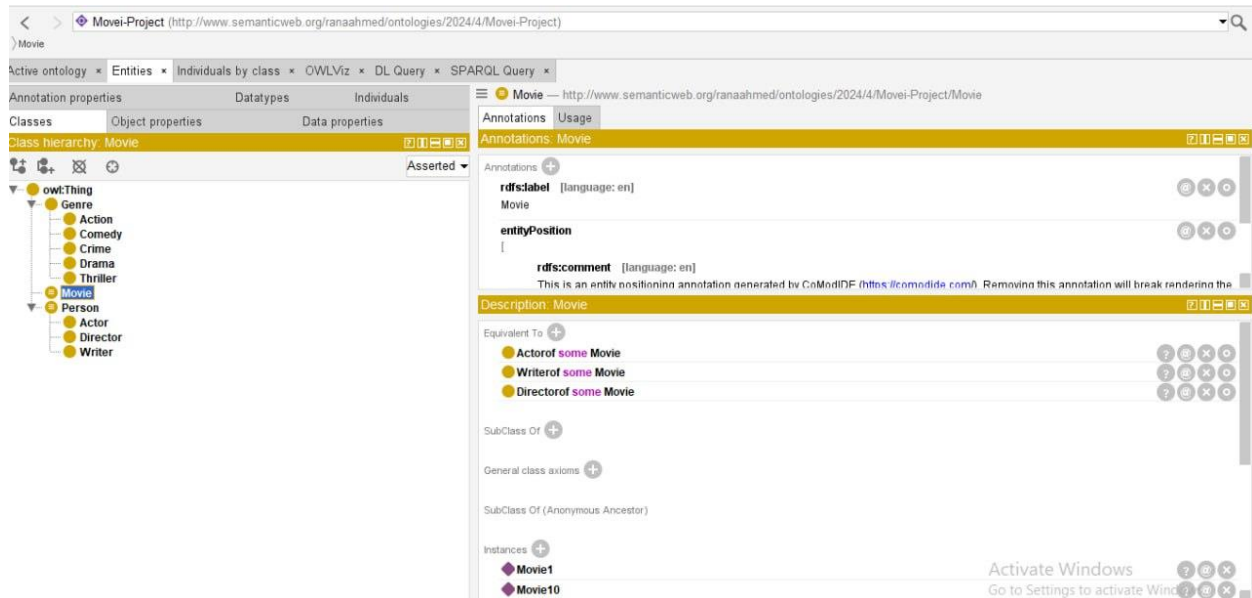 Movei-Project (http://www.semanticweb.org/ranaahmed/ontologies/2024/4/Movei-Project)
Movie
Active ontology × Entities × Individuals by class × OWLViz × DL Query × SPARQL Query ×
Annotation properties Datatypes Individuals
Classes Object properties Data properties
Class hierarchy: Movie
Asserted
owl:Thing
Genre
Action
Comedy
Crime
Drama
Thriller
Movie
Person
Actor
Director
Writer
Movie — http://www.semanticweb.org/ranaahmed/ontologies/2024/4/Movei-Project/Movie
Annotations Usage
Annotations: Movie
Annotations
rdfs:label [language: en]
Movie
entityPosition
[
rdfs:comment [language: en]
This is an entity positioning annotation generated by CoModIDE (https://comodide.com/). Removing this annotation will break rendering the
Description: Movie
Equivalent To
Actorof some Movie
Writerof some Movie
Directorof some Movie
SubClass Of
General class axioms
SubClass Of (Anonymous Ancestor)
Instances
Movie1
Movie10
Activate Windows
Go to Settings to activate